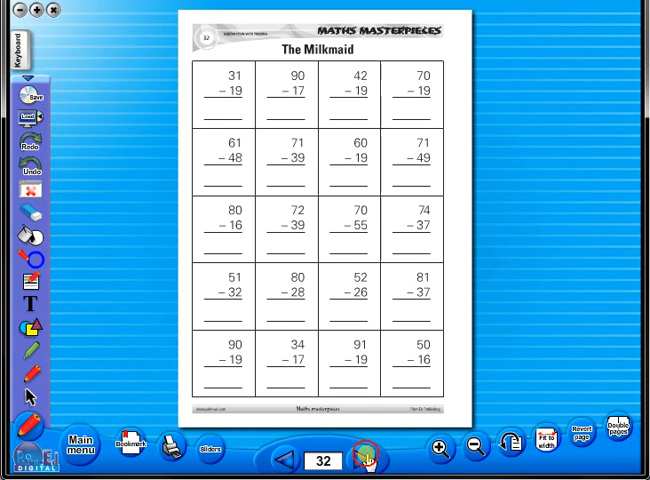 Keyboard
Save
Load
Redo
Undo
T
32
SUBTRACTION WITH TRADING
MATHS MASTERPIECES
The Milkmaid
31 90 42 70
– 19 – 17 – 19 – 19
61 71 60 71
– 48 – 39 – 19 – 49
80 72 70 74
– 16 – 39 – 55 – 37
51 80 52 81
– 32 – 28 – 26 – 37
90 34 91 50
– 19 – 17 – 19 – 16
Maths masterpieces
Prim-Ed Publishing
DIGITAL
Main
menu
Bookmark
Sliders
32
Fit to
width
Revert
page
Double
pages